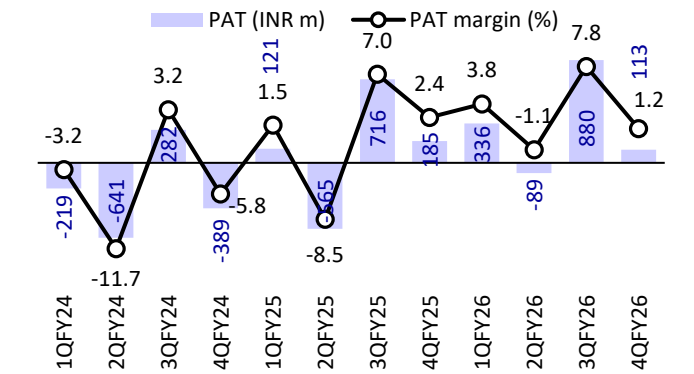 PAT (INR m) PAT margin (%)
-3.2
-11.7
3.2
-5.8
1.5
-8.5
7.0
2.4
3.8
-1.1
7.8
1.2
-219
-641
282
-389
121
-565
716
185
336
-89
880
113
1QFY24
2QFY24
3QFY24
4QFY24
1QFY25
2QFY25
3QFY25
4QFY25
1QFY26
2QFY26
3QFY26
4QFY26